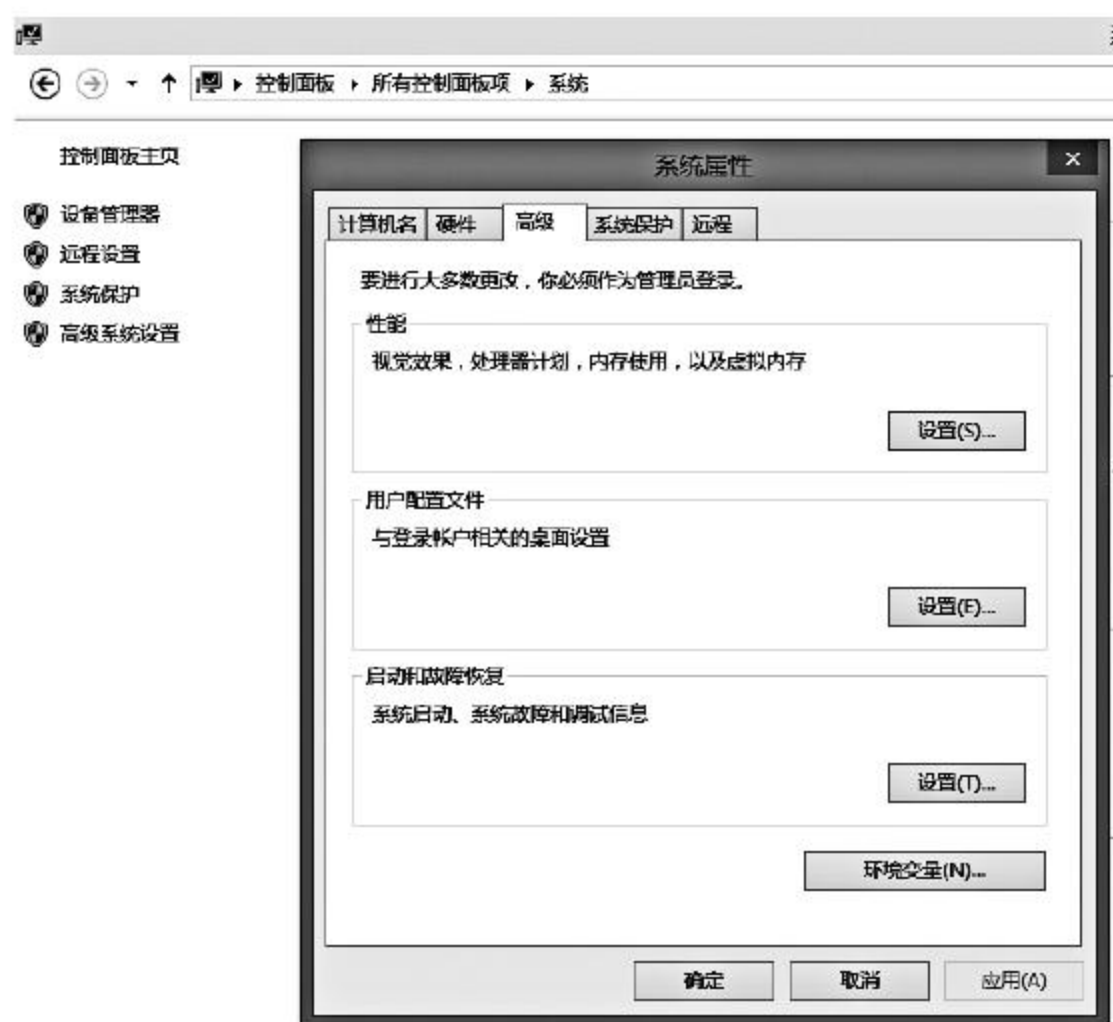 控制面板 ▸ 所有控制面板项 ▸ 系统
控制面板主页
设备管理器
远程设置
系统保护
高级系统设置
系统属性
计算机名 硬件 高级 系统保护 远程
要进行大多数更改，你必须作为管理员登录。
性能
视觉效果，处理器计划，内存使用，以及虚拟内存
设置(S)...
用户配置文件
与登录帐户相关的桌面设置
设置(E)...
启动和故障恢复
系统启动、系统故障和调试信息
设置(T)...
环境变量(N)...
确定 取消 应用(A)